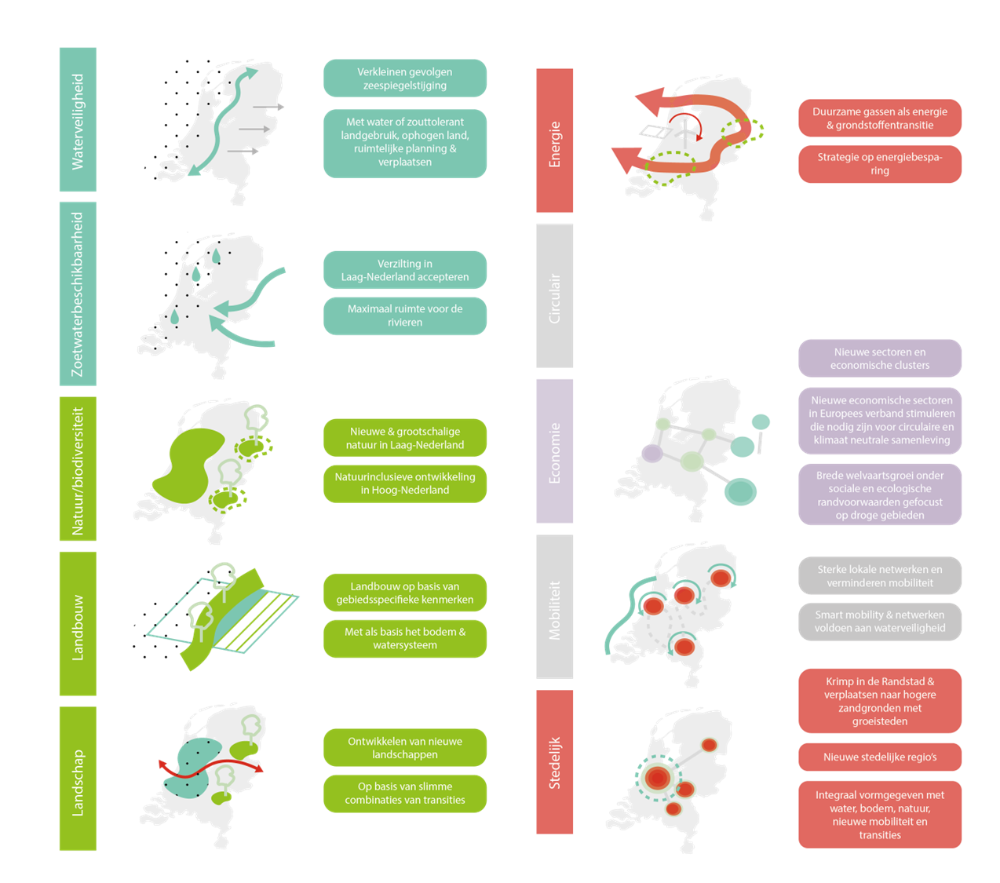 Waterveiligheid
Verkleinen gevolgen
zeespiegelstijging
Met water of zouttolerant
landgebruik, ophogen land,
ruimtelijke planning &
verplaatsen
Zoetwaterbeschikbaarheid
Verzilting in
Laag-Nederland accepteren
Maximaal ruimte voor de
rivieren
Natuur/biodiversiteit
Nieuwe & grootschalige
natuur in Laag-Nederland
Natuurinclusieve ontwikkeling
in Hoog-Nederland
Landbouw
Landbouw op basis van
gebiedsspecifieke kenmerken
Met als basis het bodem &
watersysteem
Landschap
Ontwikkelen van nieuwe
landschappen
Op basis van slimme
combinaties van transities
Energie
Duurzame gassen als energie
& grondstoffentransitie
Strategie op energiebespa-
ring
Circulair
Economie
Nieuwe sectoren en
economische clusters
Nieuwe economische sectoren
in Europees verband stimuleren
die nodig zijn voor circulaire en
klimaat neutrale samenleving
Brede welvaartsgroei onder
sociale en ecologische
randvoorwaarden gefocust
op droge gebieden
Mobiliteit
Sterke lokale netwerken en
verminderen mobiliteit
Smart mobility & netwerken
voldoen aan waterveiligheid
Stedelijk
Krimp in de Randstad &
verplaatsen naar hogere
zandgronden met
groeisteden
Nieuwe stedelijke regio's
Integraal vormgegeven met
water, bodem, natuur,
nieuwe mobiliteit en
transities